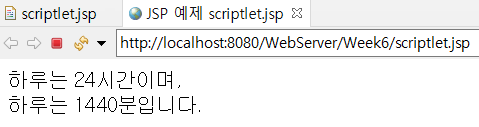 scriptlet.jsp
JSP 예제 scriptlet.jsp
http://localhost:8080/WebServer/Week6/scriptlet.jsp
하루는 24시간이며,
하루는 1440분입니다.